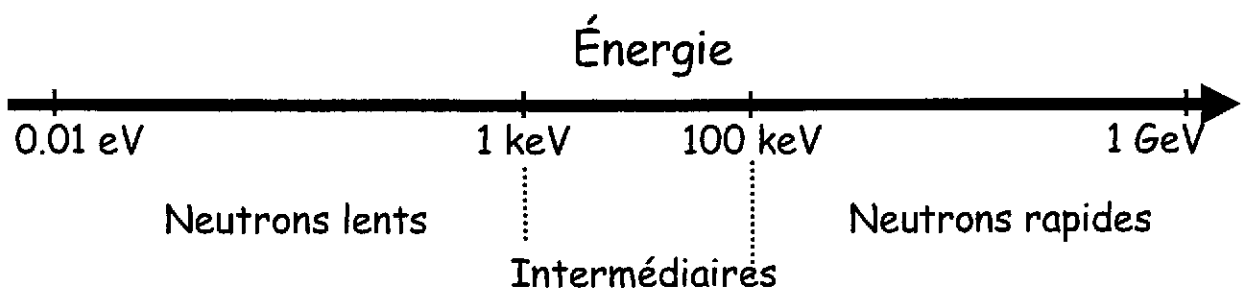 Énergie
0.01 eV 1 keV 100 keV 1 GeV
Neutrons lents Neutrons rapides
Intermédiaires